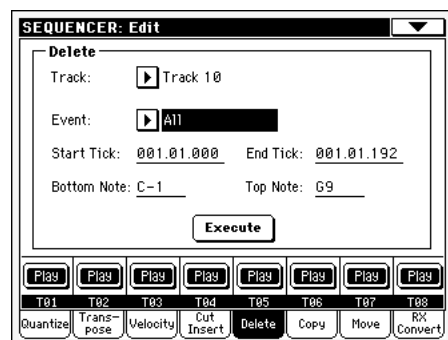 SEQUENCER: Edit
Delete
Track: Track 10
Event: All
Start Tick: 001.01.000 End Tick: 001.01.192
Bottom Note: C-1 Top Note: G9
Execute
Play Play Play Play Play Play Play Play
T01 T02 T03 T04 T05 T06 T07 T08
Quantize Trans-pose Velocity Cut Insert Delete Copy Move RX Convert